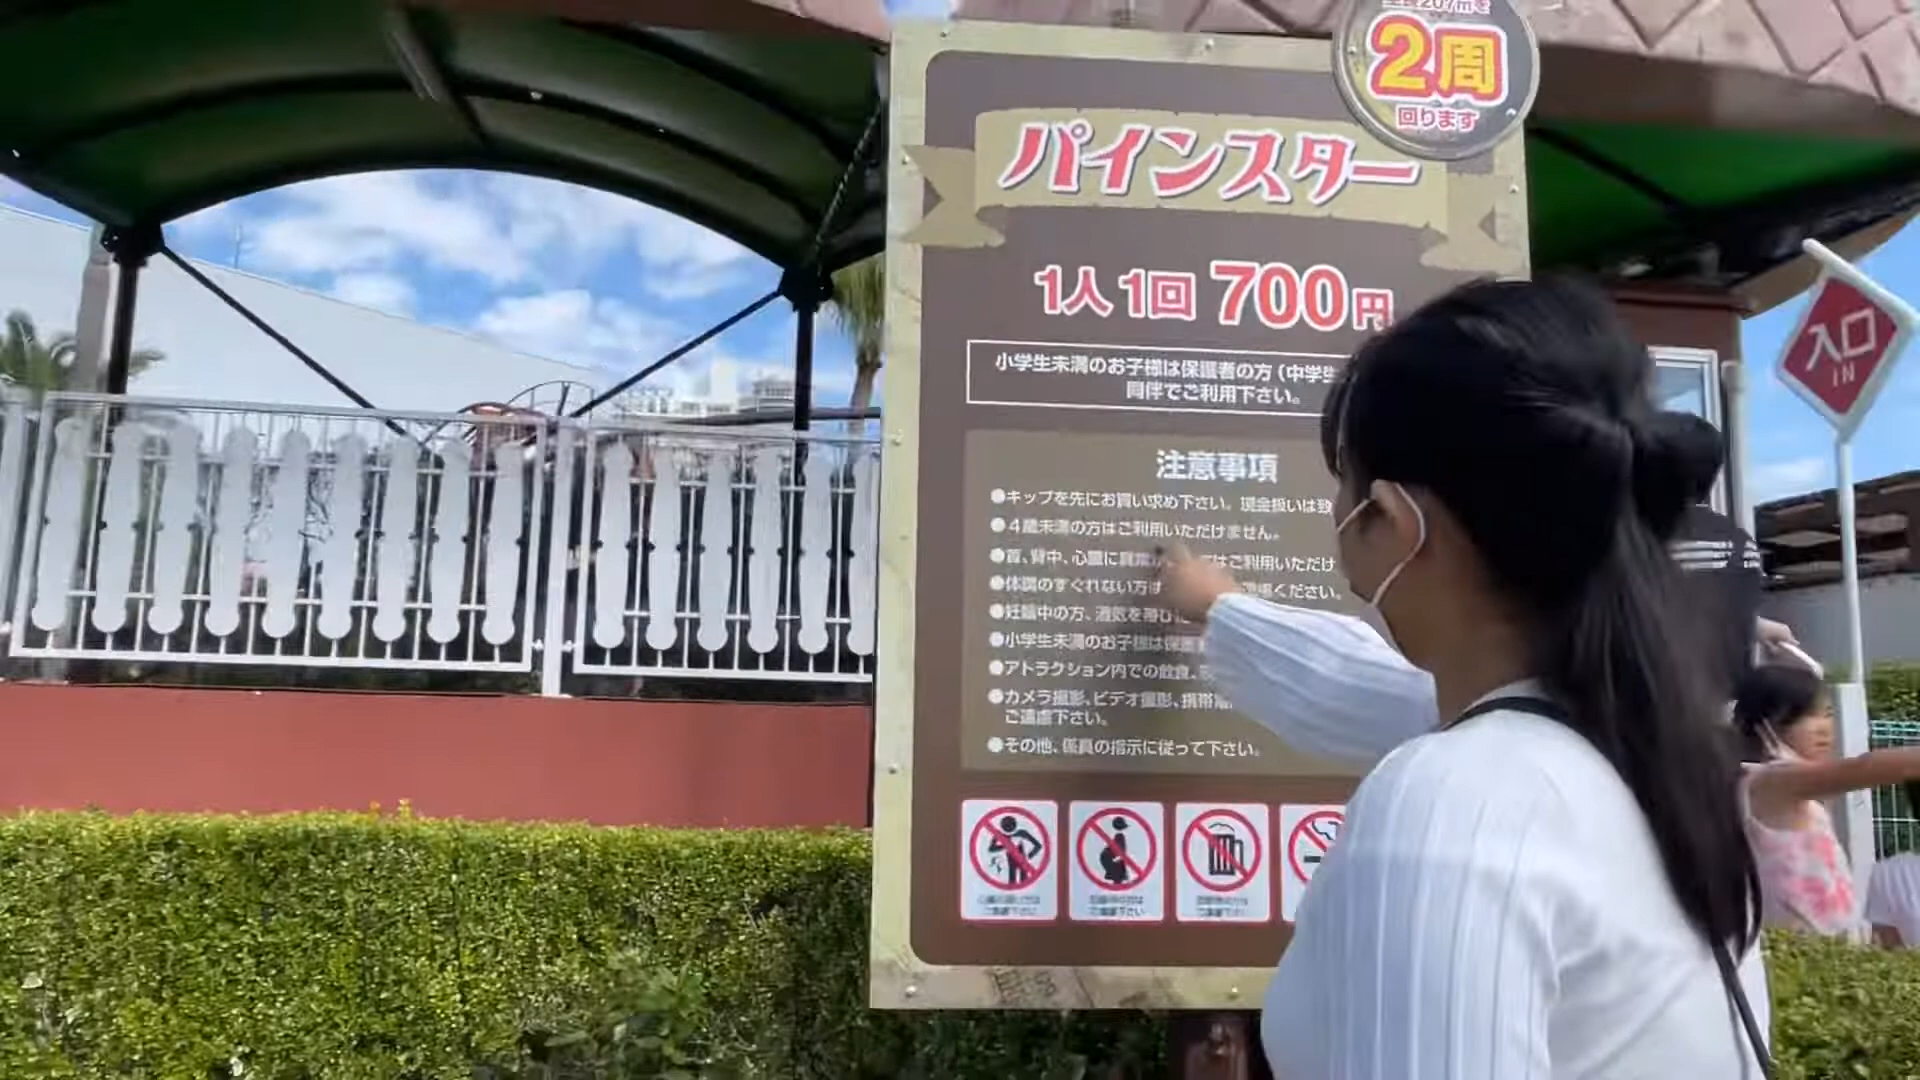 2周
回ります
パインスター
1人1回 700円
小学生未満のお子様は保護者の方(中学生
同伴でご利用下さい。
注意事項
●キップを先にお買い求め下さい。現金扱いは致
●4歳未満の方はご利用いただけません。
●首、背中、心臓に異常が はご利用いただけ
●体調のすぐれない方は ください。
●妊娠中の方、酒気を帯び
●小学生未満のお子様は保護
●アトラクション内での飲食、
●カメラ撮影、ビデオ撮影、携帯電
ご遠慮下さい。
●その他、係員の指示に従って下さい。
入口
IN